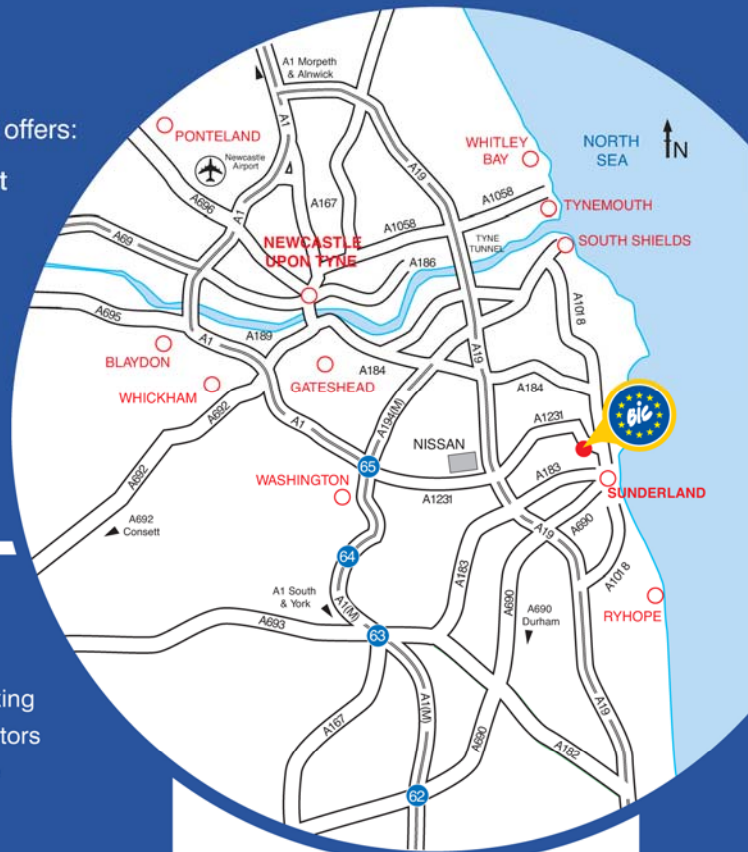 offers:
t
king
tors
A1 Morpeth
& Alnwick
A1
A19
PONTELAND
Newcastle
Airport
WHITLEY
BAY
NORTH
SEA
N
A696
A167
A1058
TYNEMOUTH
A1
A69
A1058
NEWCASTLE
UPON TYNE
TYNE
TUNNEL
SOUTH SHIELDS
A186
A695
A1018
A1
A189
A19
BLAYDON
A184
GATESHEAD
WHICKHAM
A184
A692
A1
A194(M)
A1231
BiC
NISSAN
65
A692
WASHINGTON
A183
A1231
SUNDERLAND
A692
Consett
A19
A690
64
A183
A1018
A1 South
& York
A1(M)
A690
A690
Durham
RYHOPE
A693
63
A1(M)
A19
A167
A690
A182
62